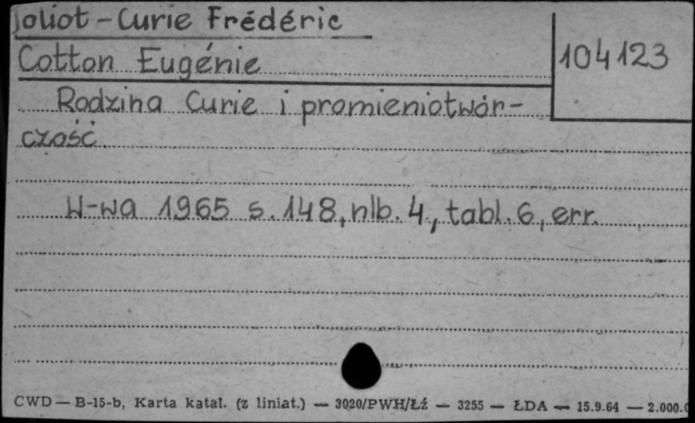 Joliot-Curie Frédéric
Cotton Eugénie
104123
Rodzina Curie i promieniotwór-
czość
W-wa 1965 s. 148, nlb. 4, tabl. 6, err.
CWD — B-15-b, Karta katal. (z liniat.) — 3020/PWH/Łź — 3255 — ŁDA — 15.9.64 — 2.000.0